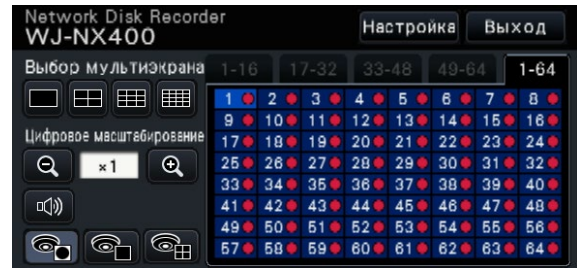 Network Disk Recorder
WJ-NX400
Настройка Выход
Выбор мультиэкрана
1-16 17-32 33-48 49-64 1-64
1 2 3 4 5 6 7 8
9 10 11 12 13 14 15 16
Цифровое масштабирование
17 18 19 20 21 22 23 24
×1
25 26 27 28 29 30 31 32
33 34 35 36 37 38 39 40
41 42 43 44 45 46 47 48
49 50 51 52 53 54 55 56
57 58 59 60 61 62 63 64